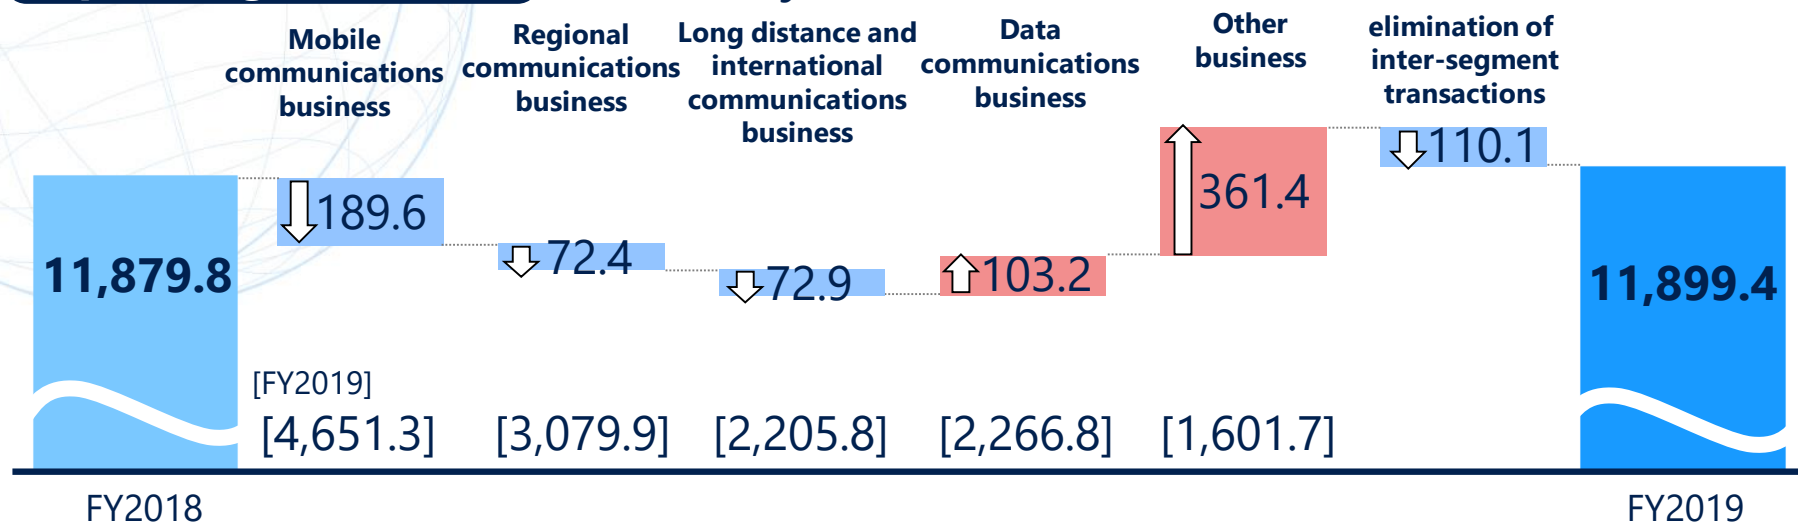 Mobile
communications
business
Regional
communications
business
Long distance and
international
communications
business
Data
communications
business
Other
business
elimination of
inter-segment
transactions
11,879.8
189.6
72.4
72.9
103.2
361.4
110.1
11,899.4
[FY2019]
[4,651.3]
[3,079.9]
[2,205.8]
[2,266.8]
[1,601.7]
FY2018
FY2019